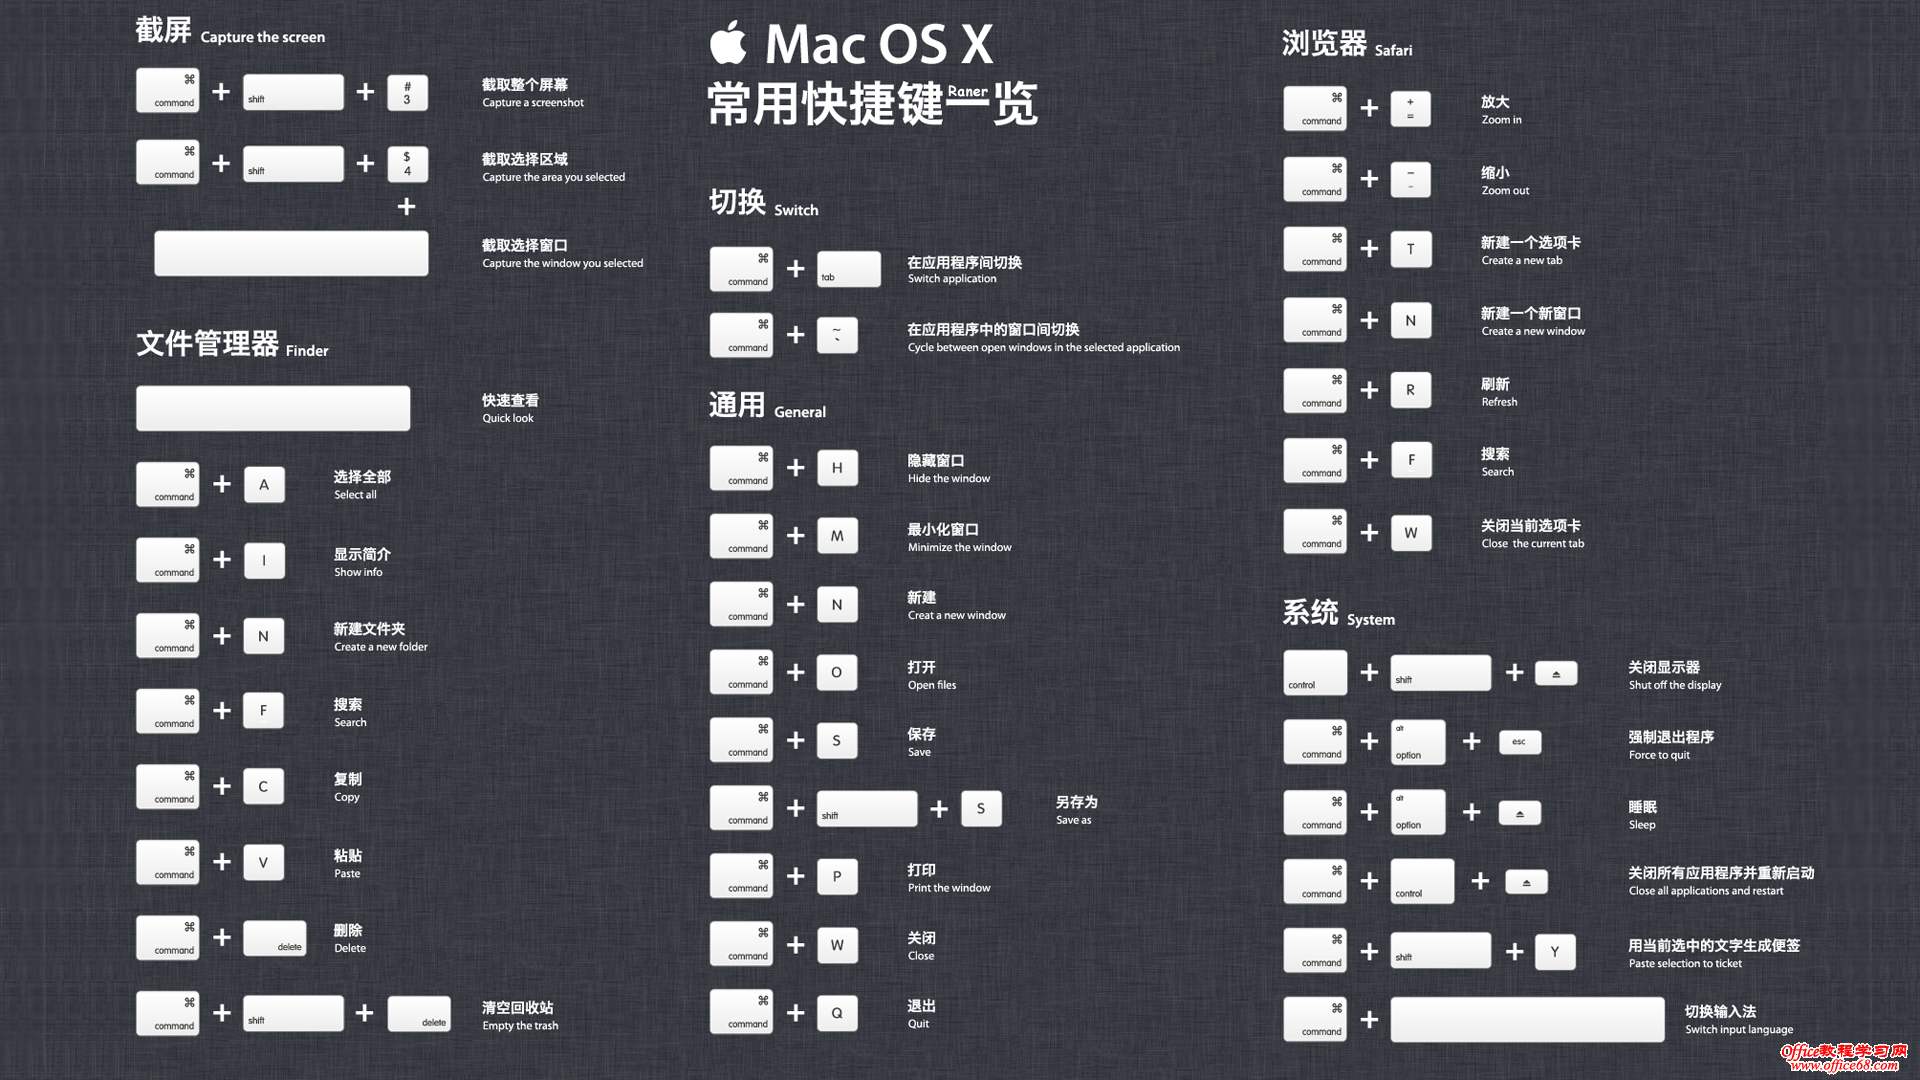 截屏 Capture the screen
⌘ command + shift + # 3 截取整个屏幕
Capture a screenshot
⌘ command + shift + $ 4 截取选择区域
Capture the area you selected
+
截取选择窗口
Capture the window you selected
文件管理器 Finder
快速查看
Quick look
⌘ command + A 选择全部
Select all
⌘ command + I 显示简介
Show info
⌘ command + N 新建文件夹
Create a new folder
⌘ command + F 搜索
Search
⌘ command + C 复制
Copy
⌘ command + V 粘贴
Paste
⌘ command + delete 删除
Delete
⌘ command + shift + delete 清空回收站
Empty the trash
Mac OS X
常用快捷键一览
Raner
切换 Switch
⌘ command + tab 在应用程序间切换
Switch application
⌘ command + ~ ` 在应用程序中的窗口间切换
Cycle between open windows in the selected application
通用 General
⌘ command + H 隐藏窗口
Hide the window
⌘ command + M 最小化窗口
Minimize the window
⌘ command + N 新建
Creat a new window
⌘ command + O 打开
Open files
⌘ command + S 保存
Save
⌘ command + shift + S 另存为
Save as
⌘ command + P 打印
Print the window
⌘ command + W 关闭
Close
⌘ command + Q 退出
Quit
浏览器 Safari
⌘ command + + = 放大
Zoom in
⌘ command + − - 缩小
Zoom out
⌘ command + T 新建一个选项卡
Create a new tab
⌘ command + N 新建一个新窗口
Create a new window
⌘ command + R 刷新
Refresh
⌘ command + F 搜索
Search
⌘ command + W 关闭当前选项卡
Close the current tab
系统 System
control + shift + ⏏ 关闭显示器
Shut off the display
⌘ command + alt option + esc 强制退出程序
Force to quit
⌘ command + alt option + ⏏ 睡眠
Sleep
⌘ command + control + ⏏ 关闭所有应用程序并重新启动
Close all applications and restart
⌘ command + shift + Y 用当前选中的文字生成便签
Paste selection to ticket
⌘ command + 切换输入法
Switch input language
Office教程学习网
www.office68.com